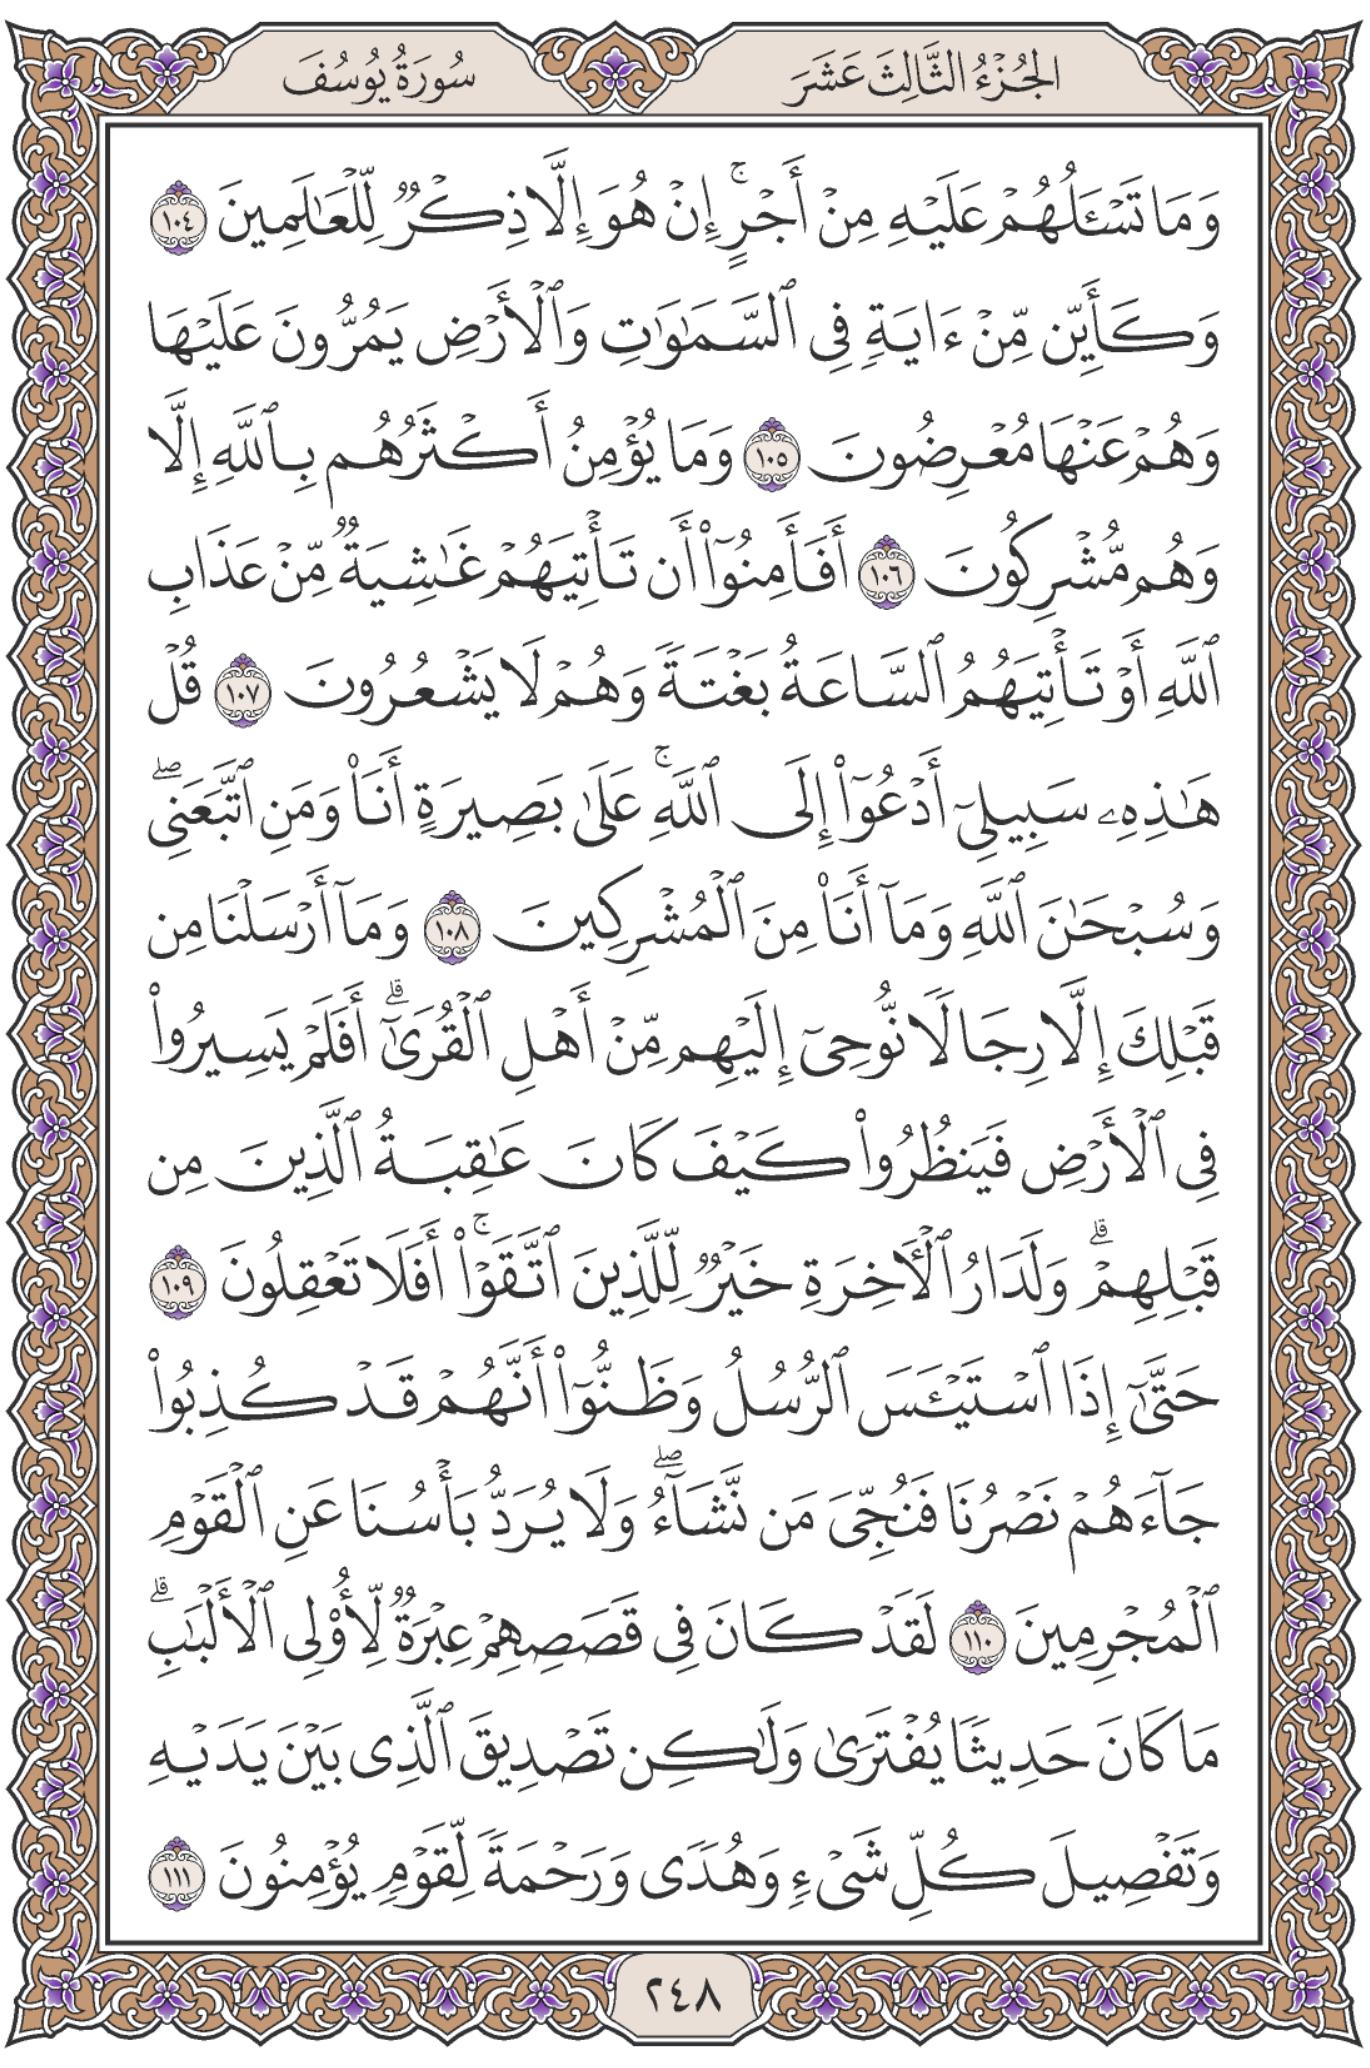 الجُزْءُ الثَّالِثَ عَشَرَ
سُورَةُ يُوسُفَ
وَمَا تَسْـَٔلُهُمْ عَلَيْهِ مِنْ أَجْرٍ ۚ إِنْ هُوَ إِلَّا ذِكْرٌ لِّلْعَـٰلَمِينَ ١٠٤
وَكَأَيِّن مِّنْ ءَايَةٍ فِى ٱلسَّمَـٰوَٰتِ وَٱلْأَرْضِ يَمُرُّونَ عَلَيْهَا
وَهُمْ عَنْهَا مُعْرِضُونَ ١٠٥ وَمَا يُؤْمِنُ أَكْثَرُهُم بِٱللَّهِ إِلَّا
وَهُم مُّشْرِكُونَ ١٠٦ أَفَأَمِنُوٓا۟ أَن تَأْتِيَهُمْ غَـٰشِيَةٌ مِّنْ عَذَابِ
ٱللَّهِ أَوْ تَأْتِيَهُمُ ٱلسَّاعَةُ بَغْتَةً وَهُمْ لَا يَشْعُرُونَ ١٠٧ قُلْ
هَـٰذِهِۦ سَبِيلِىٓ أَدْعُوٓا۟ إِلَى ٱللَّهِ ۚ عَلَىٰ بَصِيرَةٍ أَنَا۠ وَمَنِ ٱتَّبَعَنِى ۖ
وَسُبْحَـٰنَ ٱللَّهِ وَمَآ أَنَا۠ مِنَ ٱلْمُشْرِكِينَ ١٠٨ وَمَآ أَرْسَلْنَا مِن
قَبْلِكَ إِلَّا رِجَالًا نُّوحِىٓ إِلَيْهِم مِّنْ أَهْلِ ٱلْقُرَىٰٓ ۗ أَفَلَمْ يَسِيرُوا۟
فِى ٱلْأَرْضِ فَيَنظُرُوا۟ كَيْفَ كَانَ عَـٰقِبَةُ ٱلَّذِينَ مِن
قَبْلِهِمْ ۗ وَلَدَارُ ٱلْـَٔاخِرَةِ خَيْرٌ لِّلَّذِينَ ٱتَّقَوْا۟ ۚ أَفَلَا تَعْقِلُونَ ١٠٩
حَتَّىٰٓ إِذَا ٱسْتَيْـَٔسَ ٱلرُّسُلُ وَظَنُّوٓا۟ أَنَّهُمْ قَدْ كُذِبُوا۟
جَآءَهُمْ نَصْرُنَا فَنُجِّىَ مَن نَّشَآءُ ۖ وَلَا يُرَدُّ بَأْسُنَا عَنِ ٱلْقَوْمِ
ٱلْمُجْرِمِينَ ١١٠ لَقَدْ كَانَ فِى قَصَصِهِمْ عِبْرَةٌ لِّأُو۟لِى ٱلْأَلْبَـٰبِ ۗ
مَا كَانَ حَدِيثًا يُفْتَرَىٰ وَلَـٰكِن تَصْدِيقَ ٱلَّذِى بَيْنَ يَدَيْهِ
وَتَفْصِيلَ كُلِّ شَىْءٍ وَهُدًى وَرَحْمَةً لِّقَوْمٍ يُؤْمِنُونَ ١١١
٢٤٨